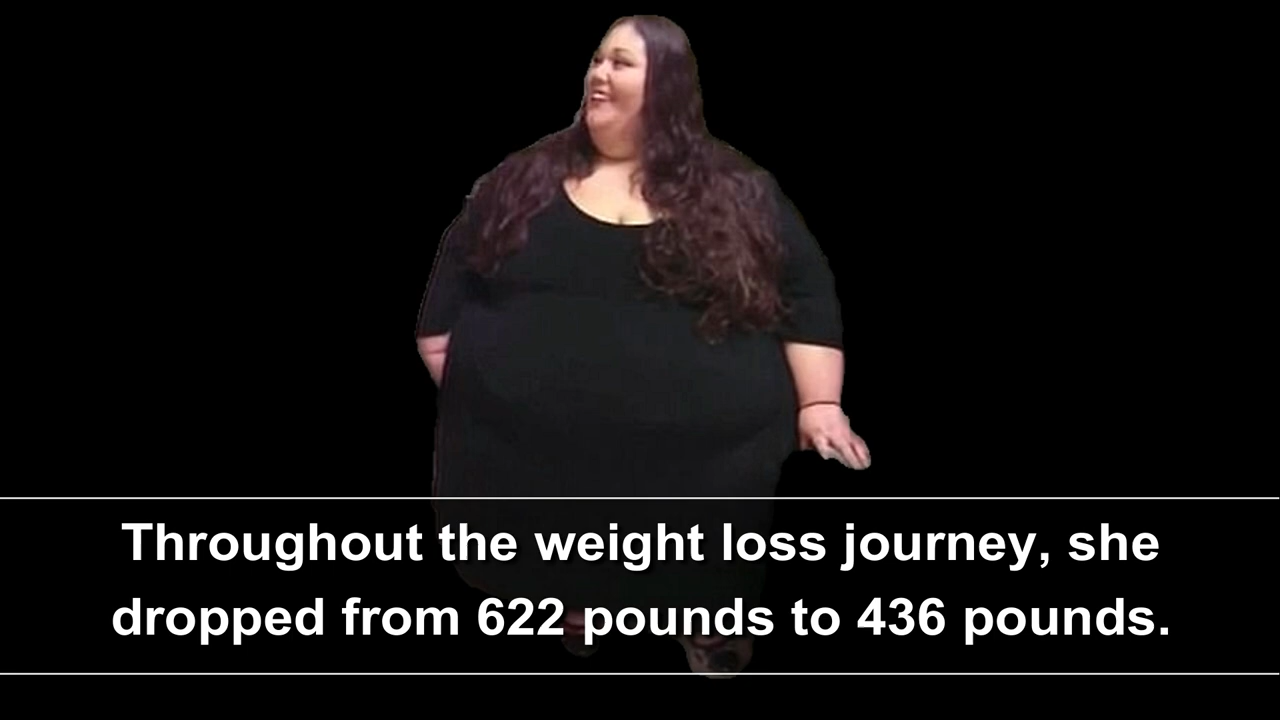 Throughout the weight loss journey, she
dropped from 622 pounds to 436 pounds.